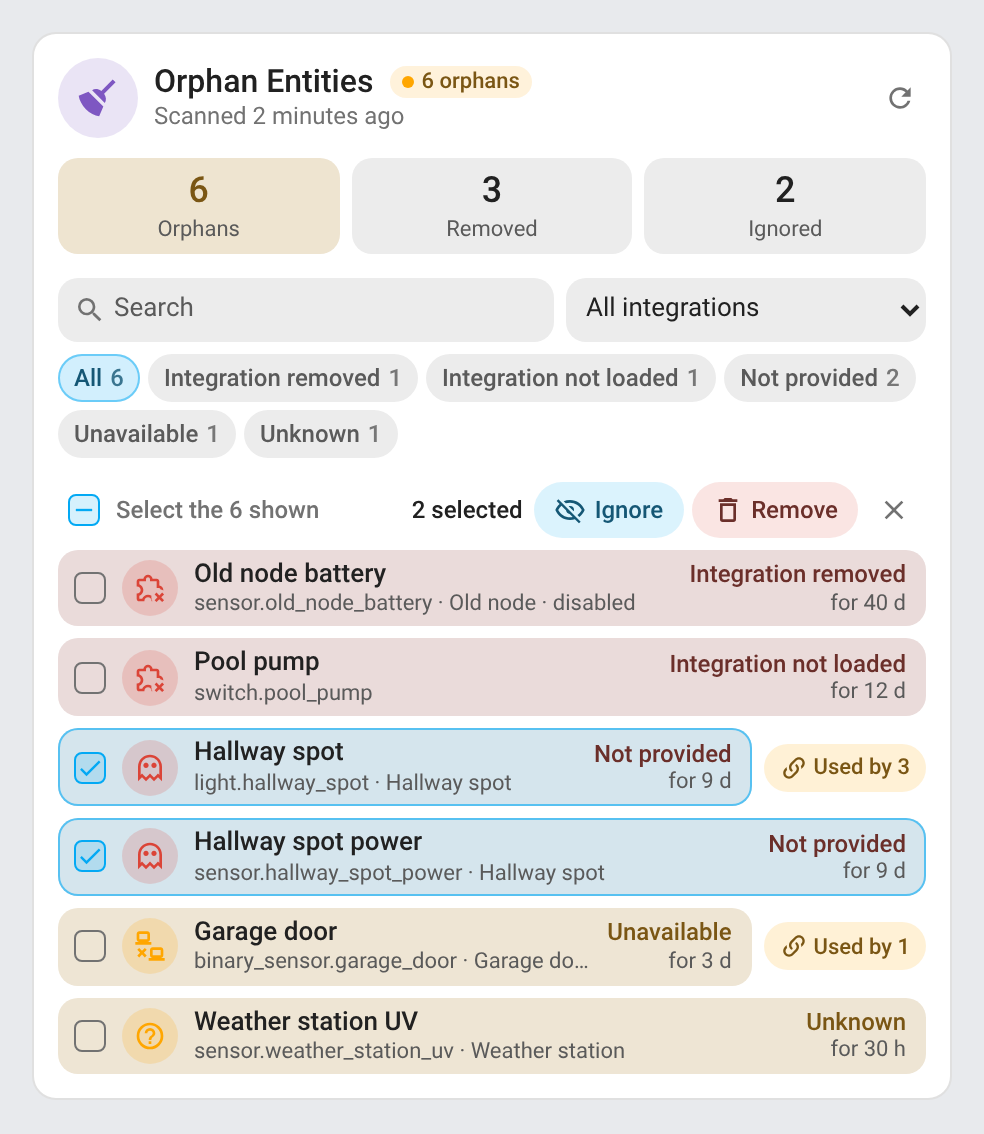 Orphan Entities
6 orphans
Scanned 2 minutes ago
6
Orphans
3
Removed
2
Ignored
Search
All integrations
All 6
Integration removed 1
Integration not loaded 1
Not provided 2
Unavailable 1
Unknown 1
Select the 6 shown
2 selected
Ignore
Remove
Old node battery
Integration removed
sensor.old_node_battery · Old node · disabled
for 40 d
Pool pump
Integration not loaded
switch.pool_pump
for 12 d
Hallway spot
Not provided
light.hallway_spot · Hallway spot
for 9 d
Used by 3
Hallway spot power
Not provided
sensor.hallway_spot_power · Hallway spot
for 9 d
Garage door
Unavailable
binary_sensor.garage_door · Garage do...
for 3 d
Used by 1
Weather station UV
Unknown
sensor.weather_station_uv · Weather station
for 30 h